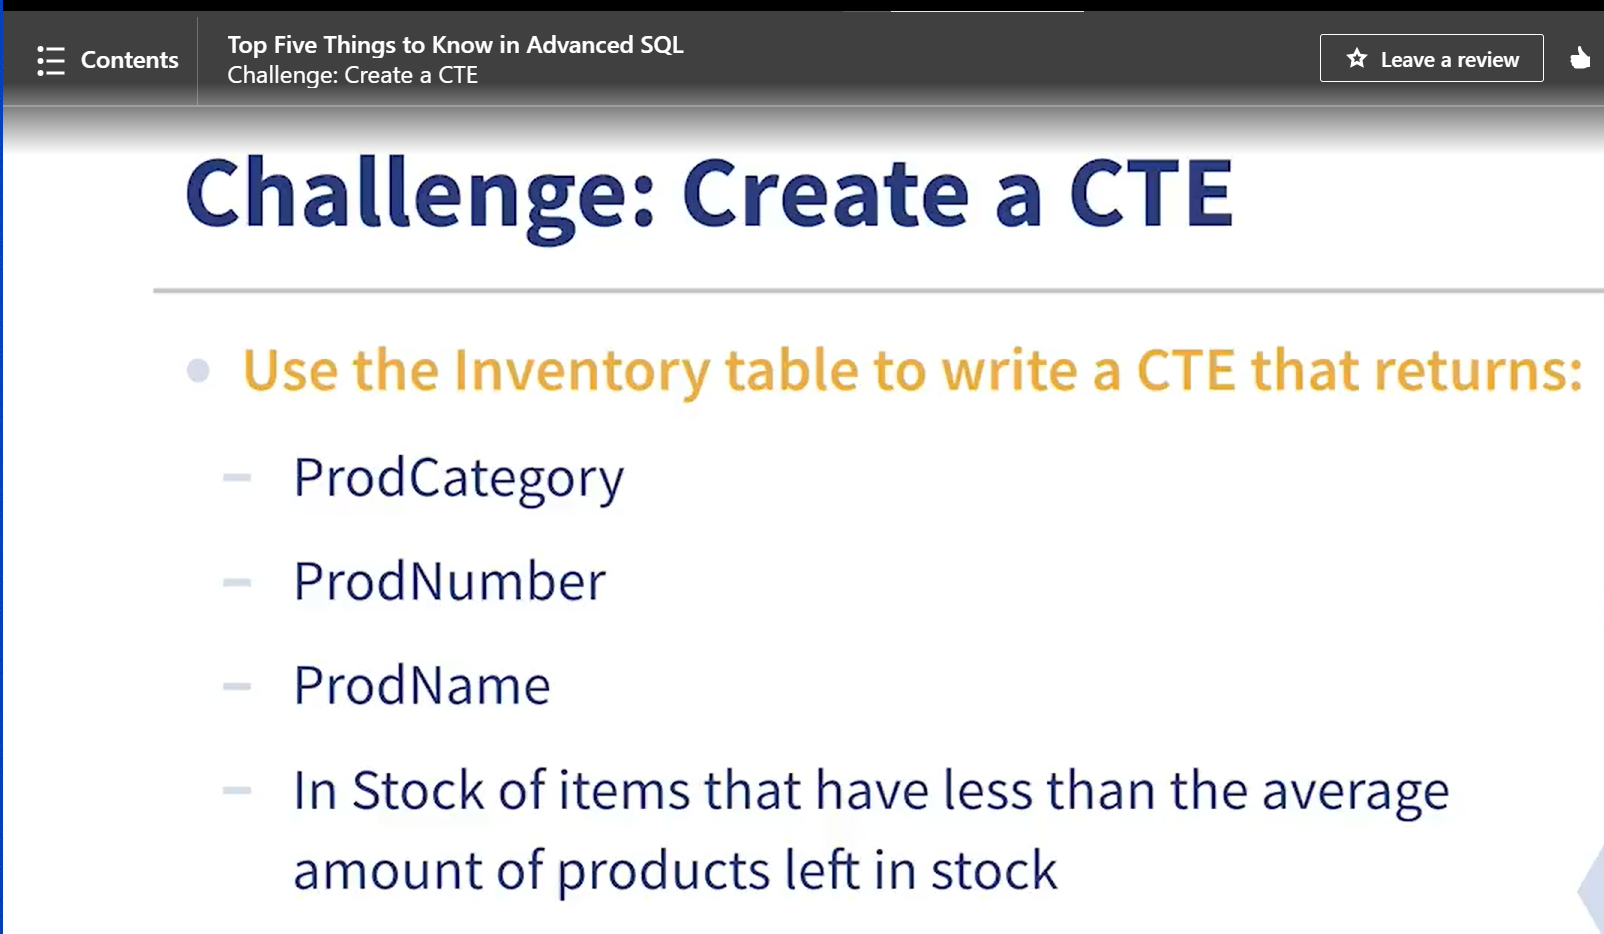 Contents
Top Five Things to Know in Advanced SQL
Challenge: Create a CTE
Leave a review
Challenge: Create a CTE
Use the Inventory table to write a CTE that returns:
– ProdCategory
– ProdNumber
– ProdName
– In Stock of items that have less than the average
amount of products left in stock